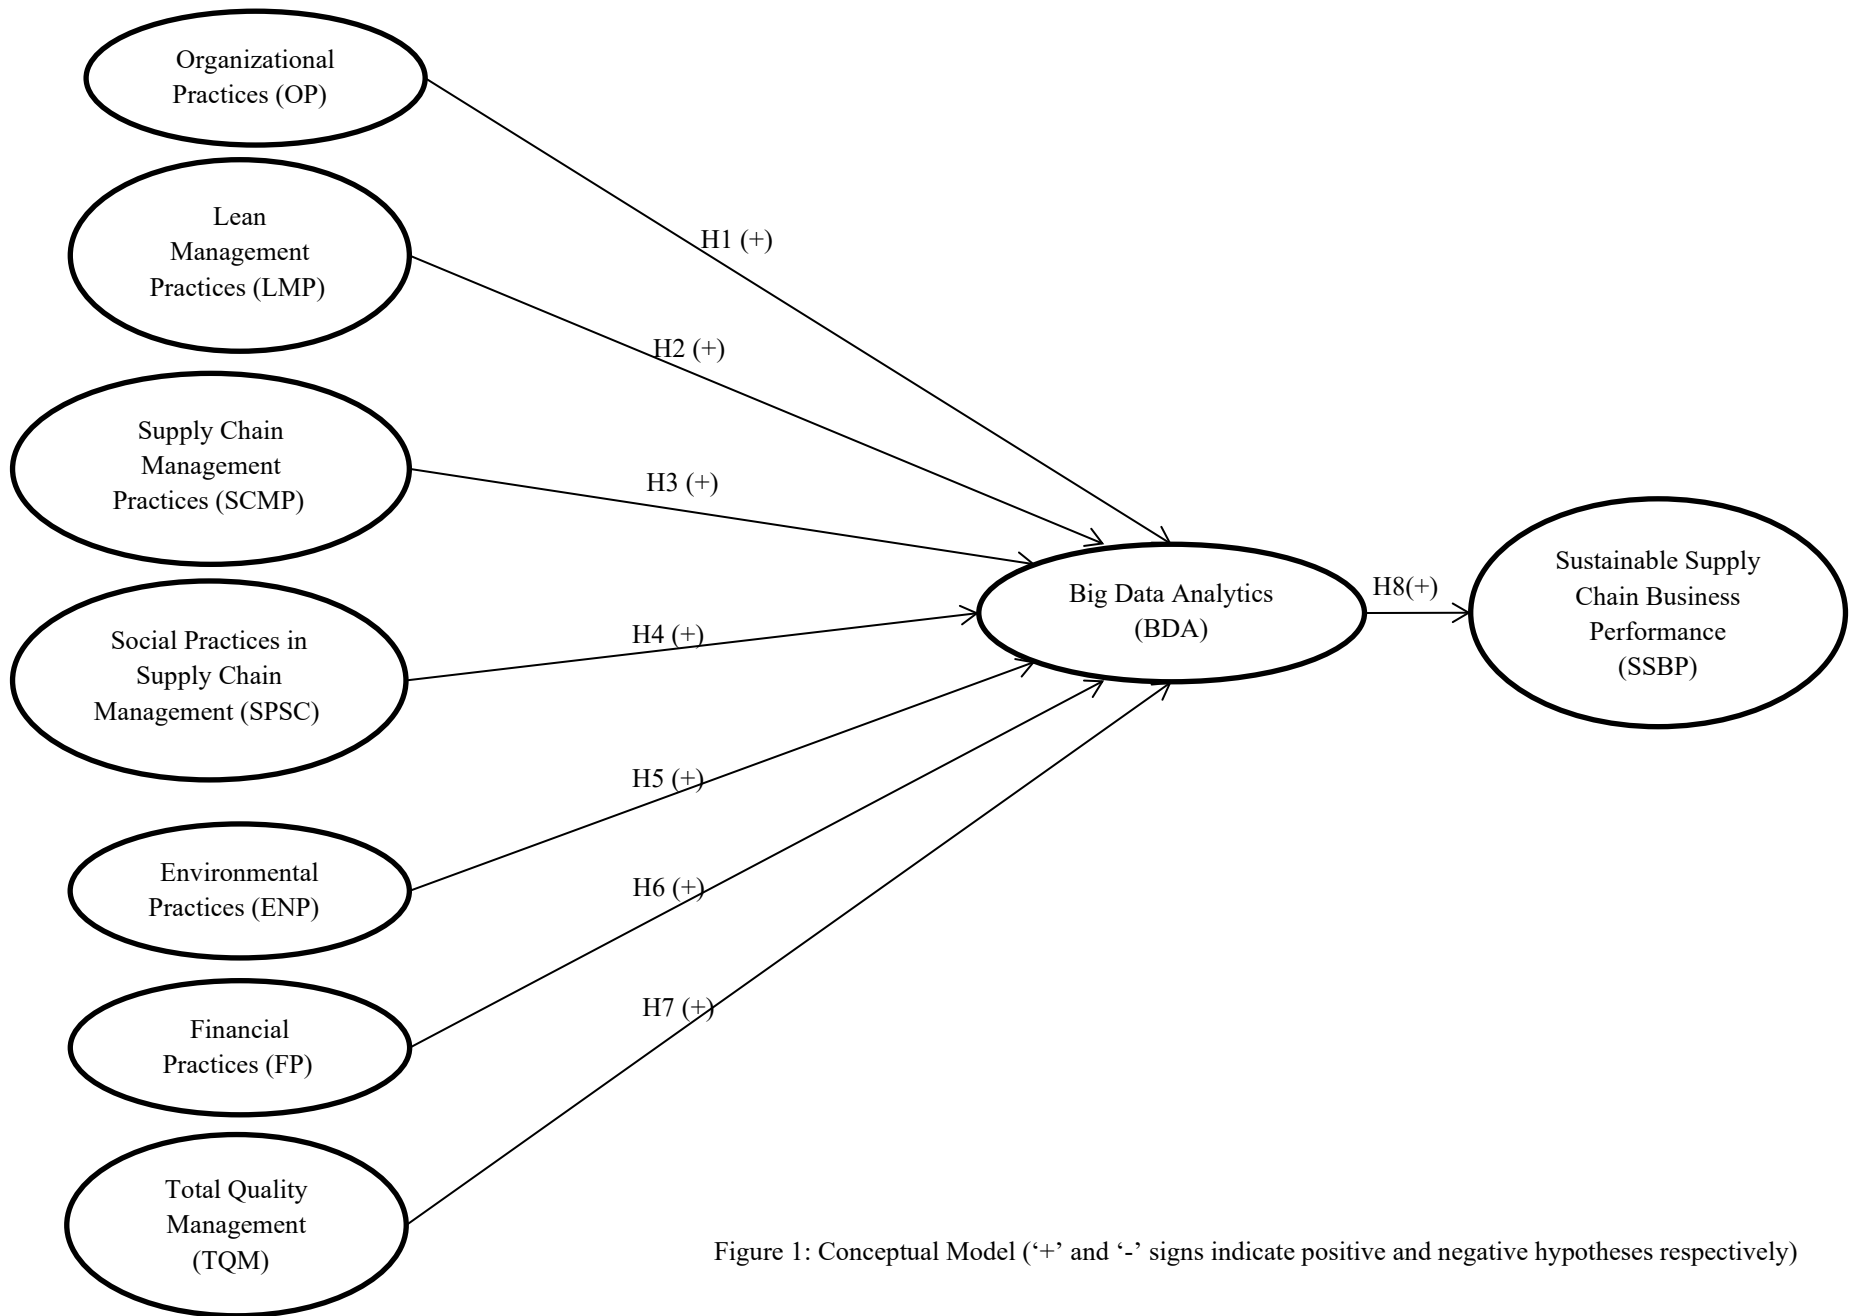 Organizational
Practices (OP)
H1 (+)
Lean
Management
Practices (LMP)
H2 (+)
Supply Chain
Management
Practices (SCMP)
H3 (+)
Social Practices in
Supply Chain
Management (SPSC)
H4 (+)
Big Data Analytics
(BDA)
H8(+)
Sustainable Supply
Chain Business
Performance
(SSBP)
H5 (+)
Environmental
Practices (ENP)
H6 (+)
Financial
Practices (FP)
H7 (+)
Total Quality
Management
(TQM)
Figure 1: Conceptual Model (‘+’ and ‘-’ signs indicate positive and negative hypotheses respectively)